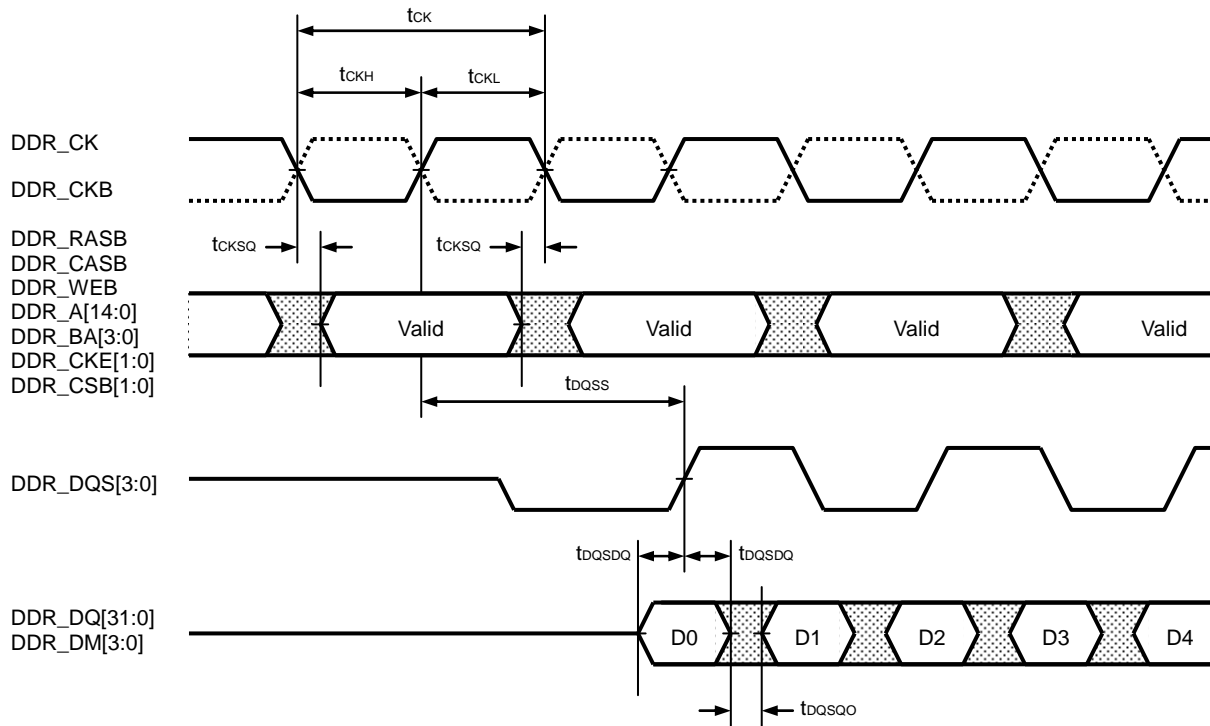 tCK
tCKH
tCKL
DDR_CK
DDR_CKB
DDR_RASB
DDR_CASB
DDR_WEB
DDR_A[14:0]
DDR_BA[3:0]
DDR_CKE[1:0]
DDR_CSB[1:0]
tCKSQ
tCKSQ
Valid
Valid
Valid
Valid
tDQSS
DDR_DQS[3:0]
tDQSDQ
tDQSDQ
DDR_DQ[31:0]
DDR_DM[3:0]
D0
D1
D2
D3
D4
tDQSQO